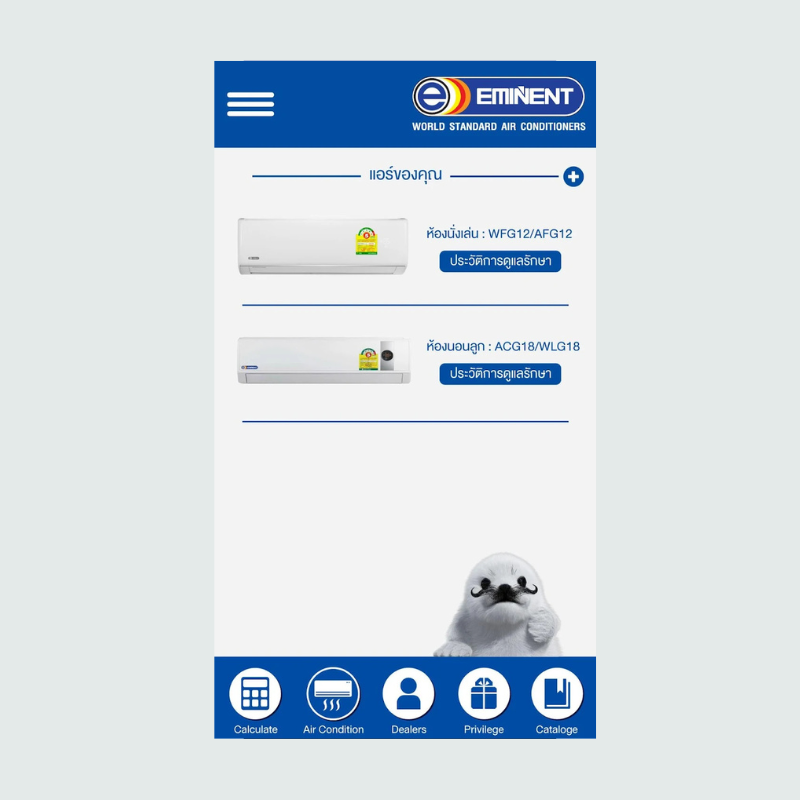 EMINENT
WORLD STANDARD AIR CONDITIONERS
แอร์ของคุณ
ห้องนั่งเล่น : WFG12/AFG12
ประวัติการดูแลรักษา
ห้องนอนลูก : ACG18/WLG18
ประวัติการดูแลรักษา
Calculate
Air Condition
Dealers
Privilege
Cataloge